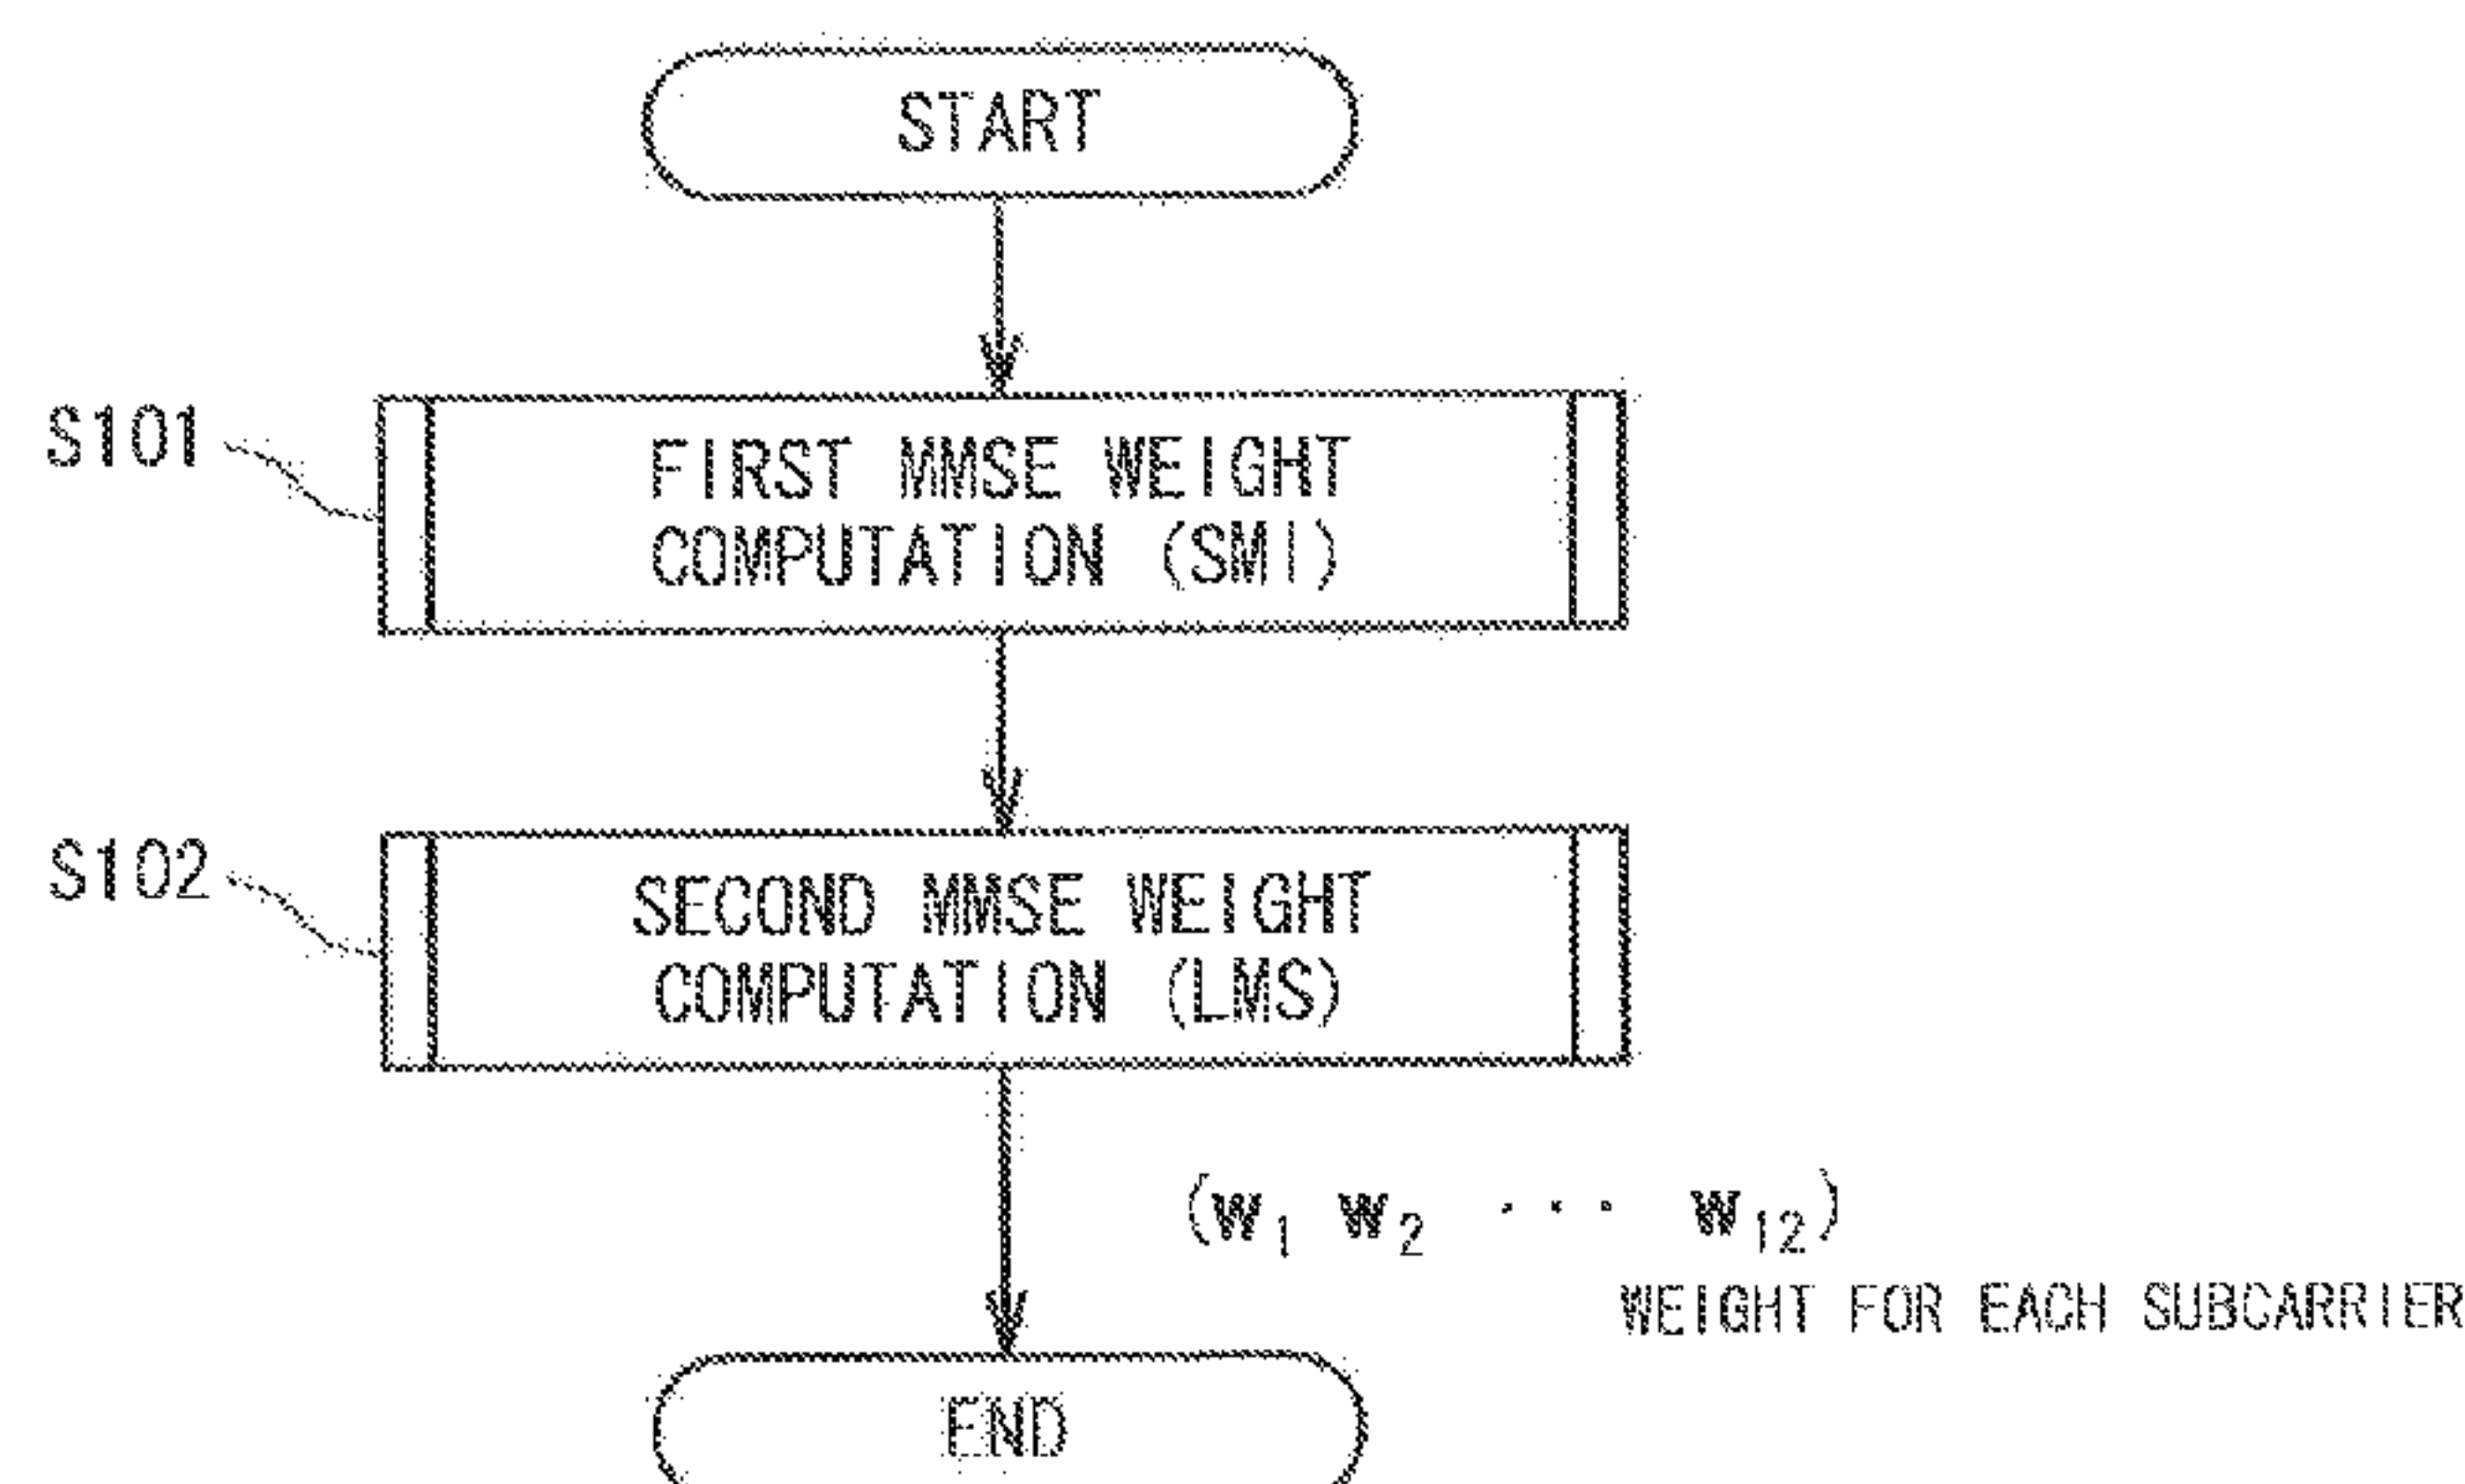 START
S101
FIRST MMSE WEIGHT
COMPUTATION (SMI)
S102
SECOND MMSE WEIGHT
COMPUTATION (LMS)
(w₁ w₂ ··· w₁₂)
WEIGHT FOR EACH SUBCARRIER
END